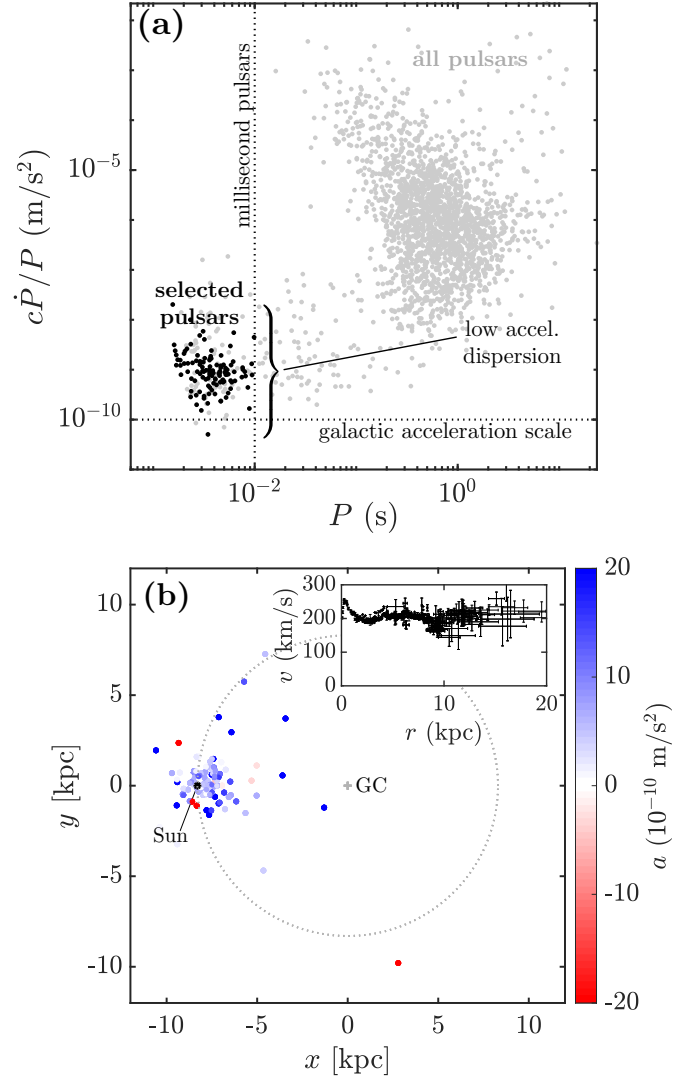 (a)
all pulsars
millisecond pulsars
10⁻⁵
cṖ/P (m/s²)
selected
pulsars
low accel.
dispersion
10⁻¹⁰
galactic acceleration scale
10⁻² 10⁰
P (s)
(b)
10
5
0
-5
-10
y [kpc]
300
200
100
0
v (km/s)
0 10 20
r (kpc)
GC
Sun
-10 -5 0 5 10
x [kpc]
20
10
0
-10
-20
a (10⁻¹⁰ m/s²)